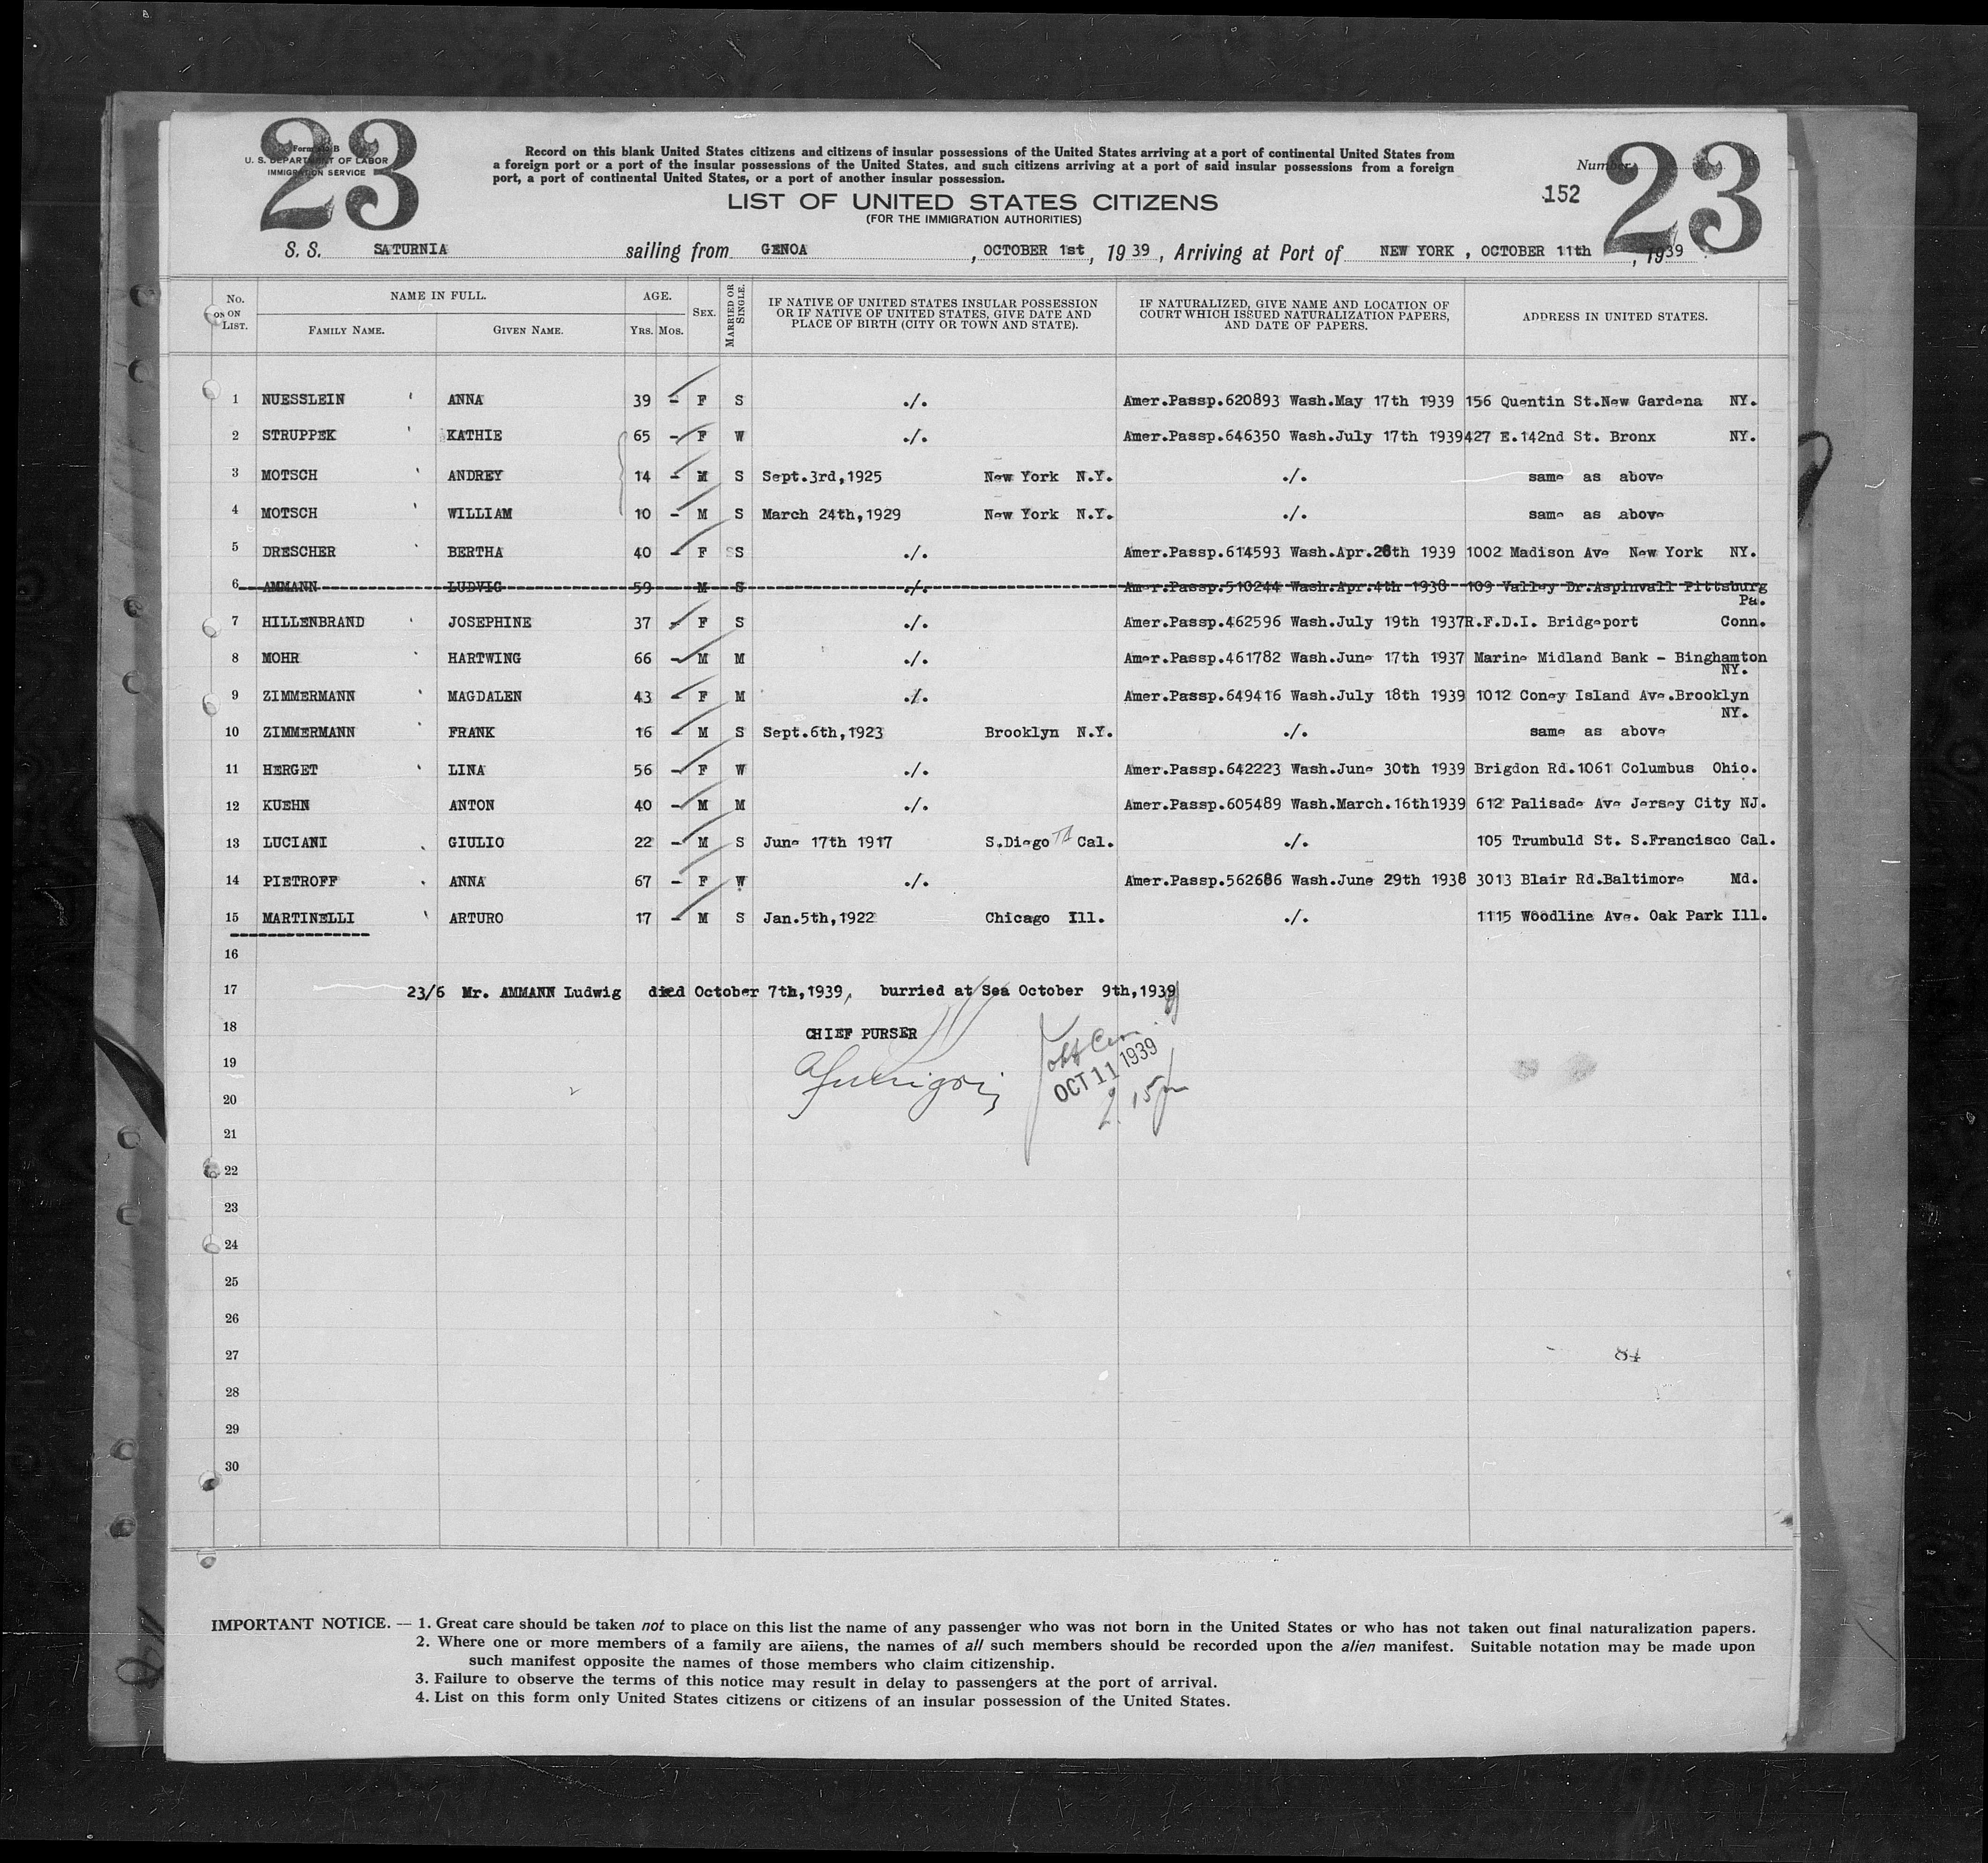 23
23
Form 630 B
U. S. DEPARTMENT OF LABOR
IMMIGRATION SERVICE
Record on this blank United States citizens and citizens of insular possessions of the United States arriving at a port of continental United States from
a foreign port or a port of the insular possessions of the United States, and such citizens arriving at a port of said insular possessions from a foreign
port, a port of continental United States, or a port of another insular possession.
Number
152
LIST OF UNITED STATES CITIZENS
(FOR THE IMMIGRATION AUTHORITIES)
S. S. SATURNIA sailing from GENOA , OCTOBER 1st, 19 39 , Arriving at Port of NEW YORK , OCTOBER 11th , 1939
No. ON LIST. NAME IN FULL. FAMILY NAME. GIVEN NAME. AGE. YRS. MOS. SEX. MARRIED OR SINGLE. IF NATIVE OF UNITED STATES INSULAR POSSESSION OR IF NATIVE OF UNITED STATES, GIVE DATE AND PLACE OF BIRTH (CITY OR TOWN AND STATE). IF NATURALIZED, GIVE NAME AND LOCATION OF COURT WHICH ISSUED NATURALIZATION PAPERS, AND DATE OF PAPERS. ADDRESS IN UNITED STATES.
1 NUESSLEIN ANNA 39 - F S ./. Amer.Passp.620893 Wash.May 17th 1939 156 Quentin St.New Gardena NY.
2 STRUPPEK KATHIE 65 - F W ./. Amer.Passp.646350 Wash.July 17th 1939 427 E.142nd St. Bronx NY.
3 MOTSCH ANDREY 14 - M S Sept.3rd,1925 New York N.Y. ./. same as above
4 MOTSCH WILLIAM 10 - M S March 24th,1929 New York N.Y. ./. same as above
5 DRESCHER BERTHA 40 - F S ./. Amer.Passp.614593 Wash.Apr.28th 1939 1002 Madison Ave New York NY.
6 AMMANN LUDVIG 59 M S ./. Amer.Passp.510244 Wash.Apr.4th 1938 109 Valley Dr.Aspinvall Pittsburg
Pa.
7 HILLENBRAND JOSEPHINE 37 - F S ./. Amer.Passp.462596 Wash.July 19th 1937 R.F.D.I. Bridgeport Conn.
8 MOHR HARTWING 66 - M M ./. Amer.Passp.461782 Wash.June 17th 1937 Marine Midland Bank - Binghamton
NY.
9 ZIMMERMANN MAGDALEN 43 - F M ./. Amer.Passp.649416 Wash.July 18th 1939 1012 Coney Island Ave.Brooklyn
NY.
10 ZIMMERMANN FRANK 16 - M S Sept.6th,1923 Brooklyn N.Y. ./. same as above
11 HERGET LINA 56 - F W ./. Amer.Passp.642223 Wash.June 30th 1939 Brigdon Rd.1061 Columbus Ohio.
12 KUEHN ANTON 40 - M M ./. Amer.Passp.605489 Wash.March.16th1939 612 Palisade Ave Jersey City NJ.
13 LUCIANI GIULIO 22 - M S June 17th 1917 S.Diego Cal. ./. 105 Trumbuld St. S.Francisco Cal.
14 PIETROFF ANNA 67 - F W ./. Amer.Passp.562686 Wash.June 29th 1938 3013 Blair Rd.Baltimore Md.
15 MARTINELLI ARTURO 17 - M S Jan.5th,1922 Chicago Ill. ./. 1115 Woodline Ave. Oak Park Ill.
16
17 23/6 Mr. AMMANN Ludwig died October 7th,1939, burried at Sea October 9th,1939
18 CHIEF PURSER
19
OCT 11 1939
20
2.15 pm
21
22
23
24
25
26
27 84
28
29
30
IMPORTANT NOTICE. — 1. Great care should be taken not to place on this list the name of any passenger who was not born in the United States or who has not taken out final naturalization papers.
2. Where one or more members of a family are aliens, the names of all such members should be recorded upon the alien manifest. Suitable notation may be made upon
such manifest opposite the names of those members who claim citizenship.
3. Failure to observe the terms of this notice may result in delay to passengers at the port of arrival.
4. List on this form only United States citizens or citizens of an insular possession of the United States.